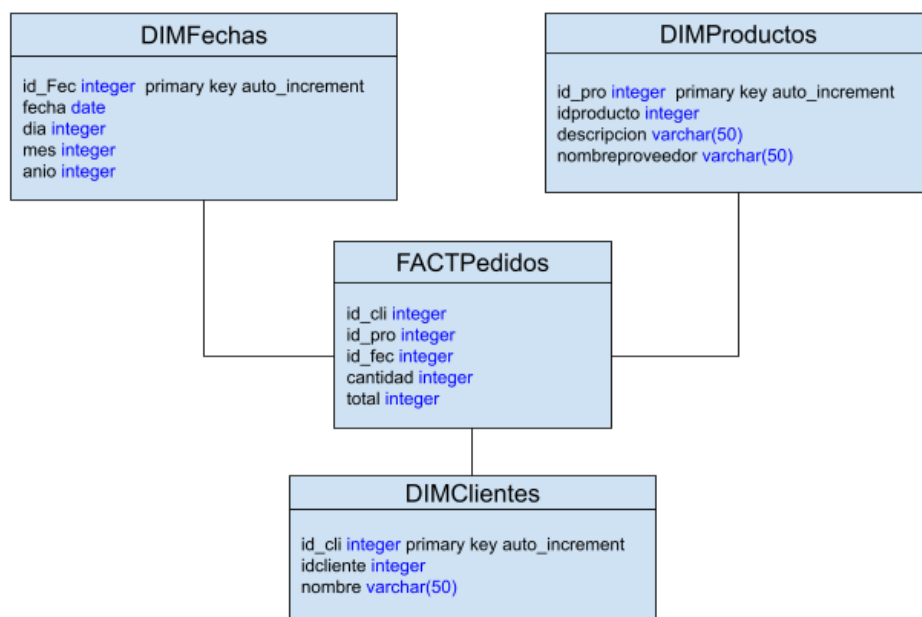 DIMFechas
id_Fec integer  primary key auto_increment
fecha date
dia integer
mes integer
anio integer
DIMProductos
id_pro integer  primary key auto_increment
idproducto integer
descripcion varchar(50)
nombreproveedor varchar(50)
FACTPedidos
id_cli integer
id_pro integer
id_fec integer
cantidad integer
total integer
DIMClientes
id_cli integer primary key auto_increment
idcliente integer
nombre varchar(50)